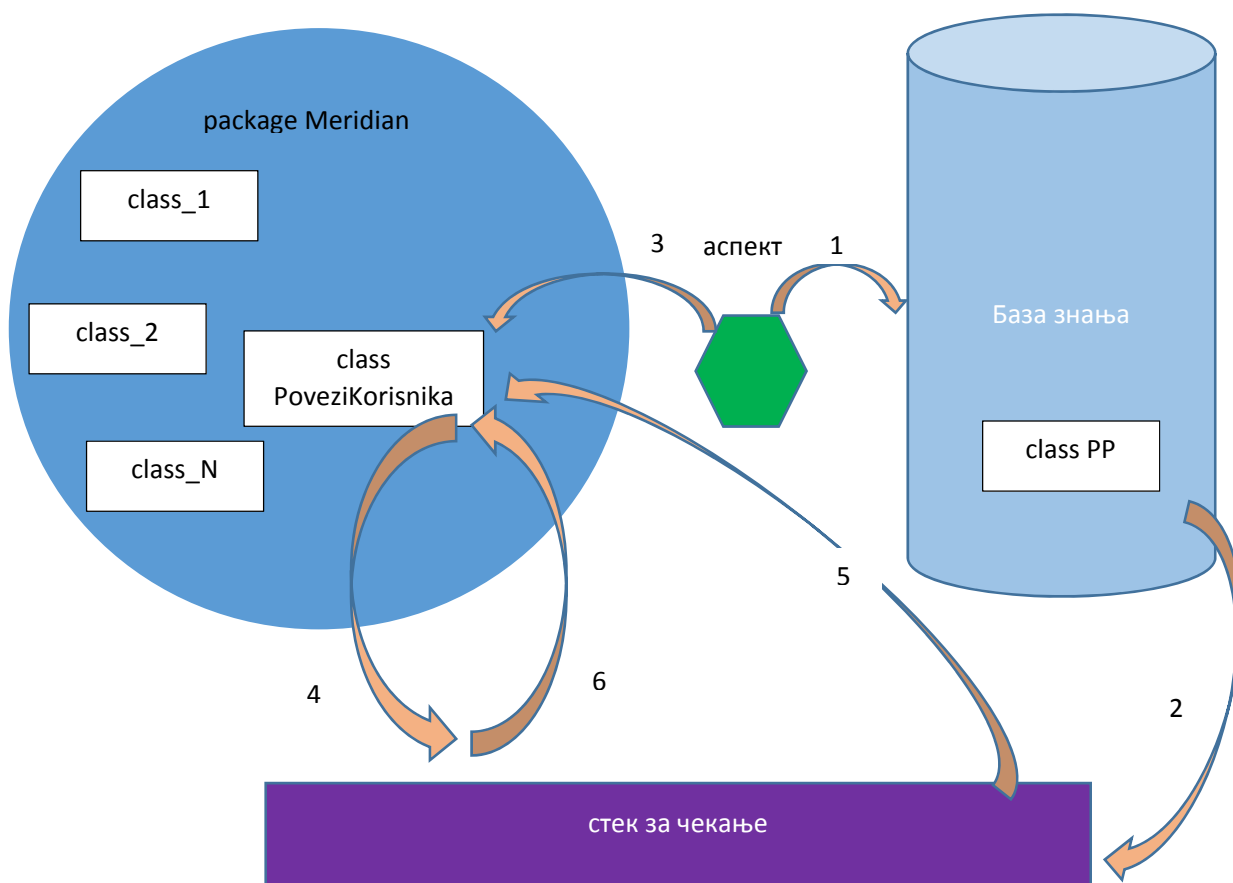 package Meridian
class_1
3
аспект
1
class_2
База знања
class
PoveziKorisnika
class_N
class PP
5
4
6
2
стек за чекање